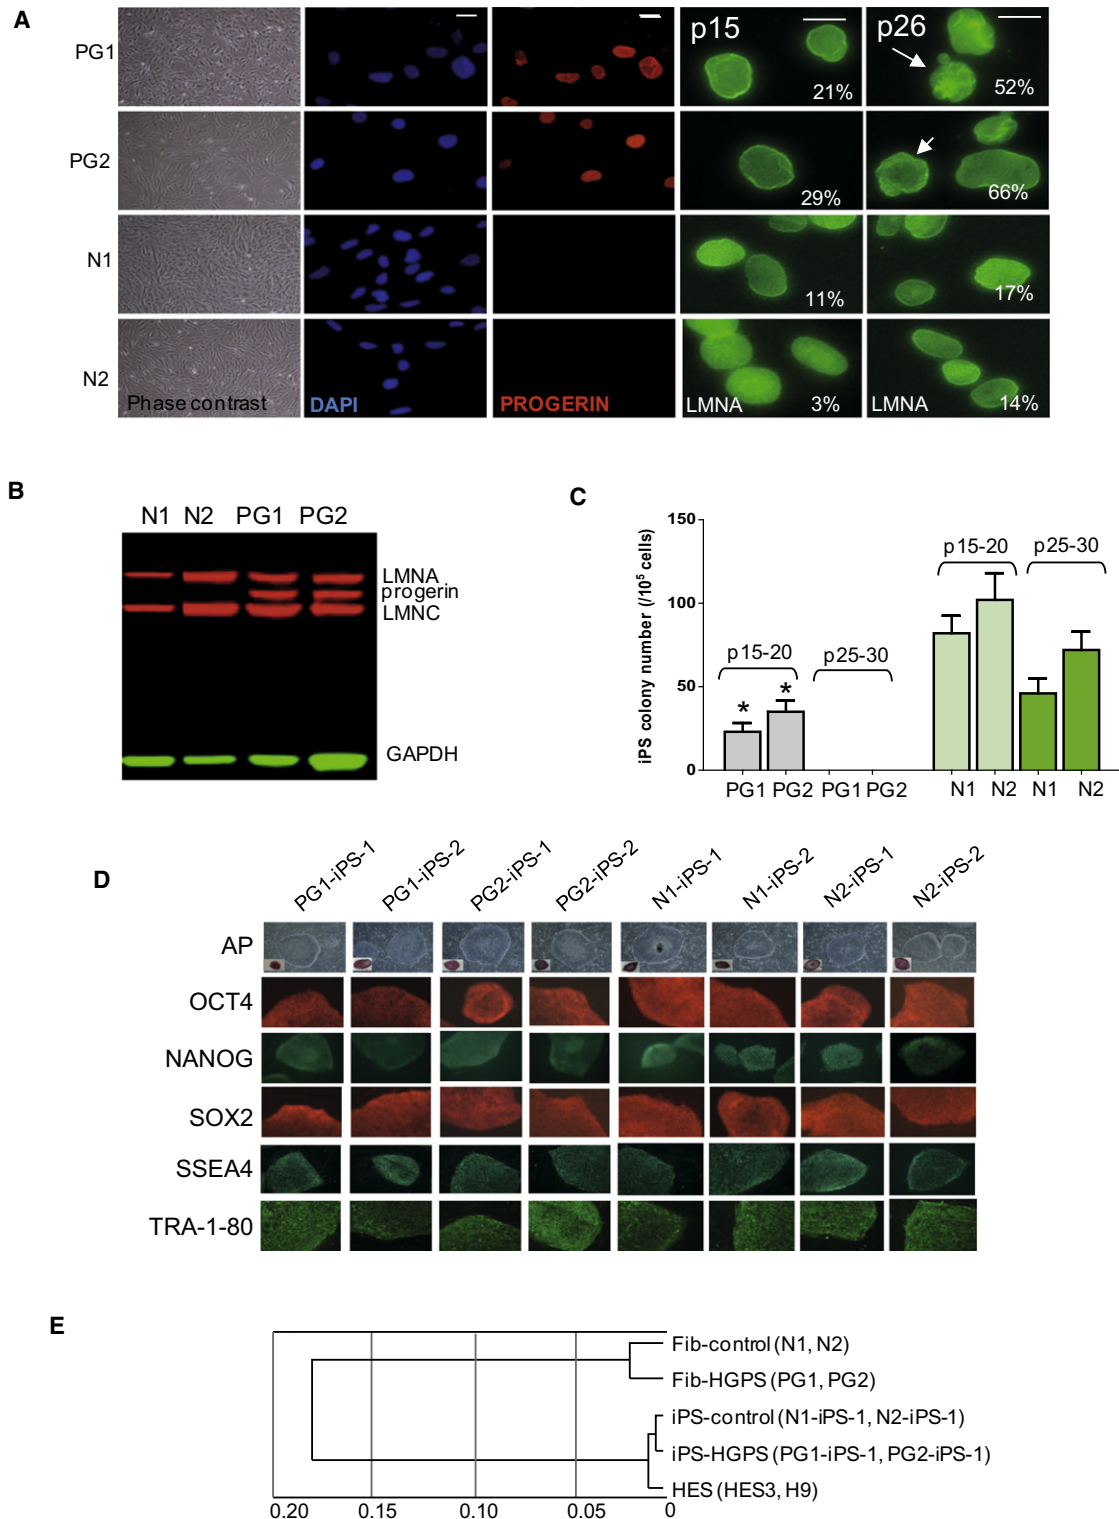 A
PG1
p15
p26
21%
52%
PG2
29%
66%
N1
11%
17%
N2
Phase contrast
DAPI
PROGERIN
LMNA
3%
LMNA
14%
B
N1 N2 PG1 PG2
LMNA
progerin
LMNC
GAPDH
C
iPS colony number (/10⁵ cells)
150
100
50
0
p15-20
p25-30
p15-20
p25-30
*
*
PG1 PG2 PG1 PG2 N1 N2 N1 N2
D
PG1-iPS-1
PG1-iPS-2
PG2-iPS-1
PG2-iPS-2
N1-iPS-1
N1-iPS-2
N2-iPS-1
N2-iPS-2
AP
OCT4
NANOG
SOX2
SSEA4
TRA-1-80
E
Fib-control (N1, N2)
Fib-HGPS (PG1, PG2)
iPS-control (N1-iPS-1, N2-iPS-1)
iPS-HGPS (PG1-iPS-1, PG2-iPS-1)
HES (HES3, H9)
0.20 0.15 0.10 0.05 0